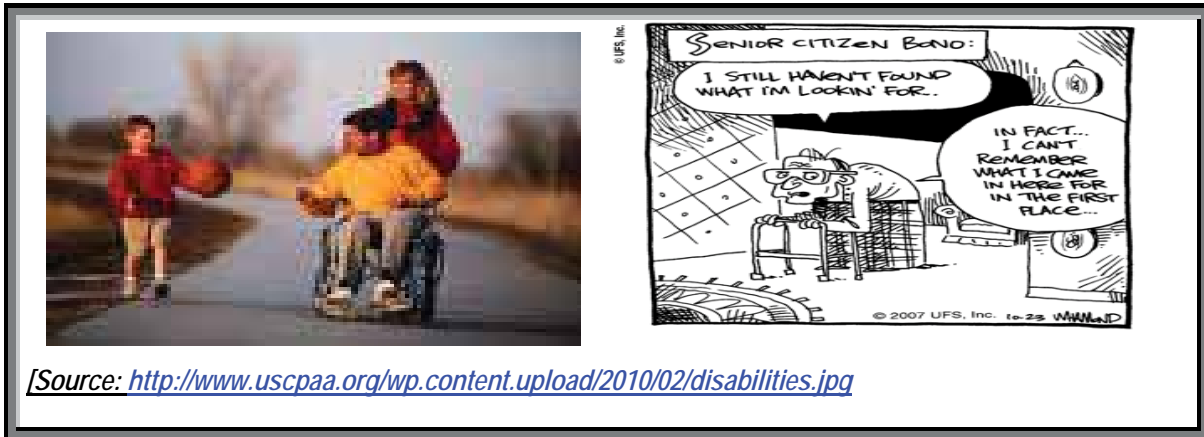 © UFS, Inc.
SENIOR CITIZEN BONO:
I STILL HAVEN'T FOUND
WHAT I'M LOOKIN' FOR..
IN FACT...
I CAN'T
REMEMBER
WHAT I CAME
IN HERE FOR
IN THE FIRST
PLACE...
© 2007 UFS, Inc. 10-23 WHAMOND
[Source: http://www.uscpaa.org/wp.content.upload/2010/02/disabilities.jpg